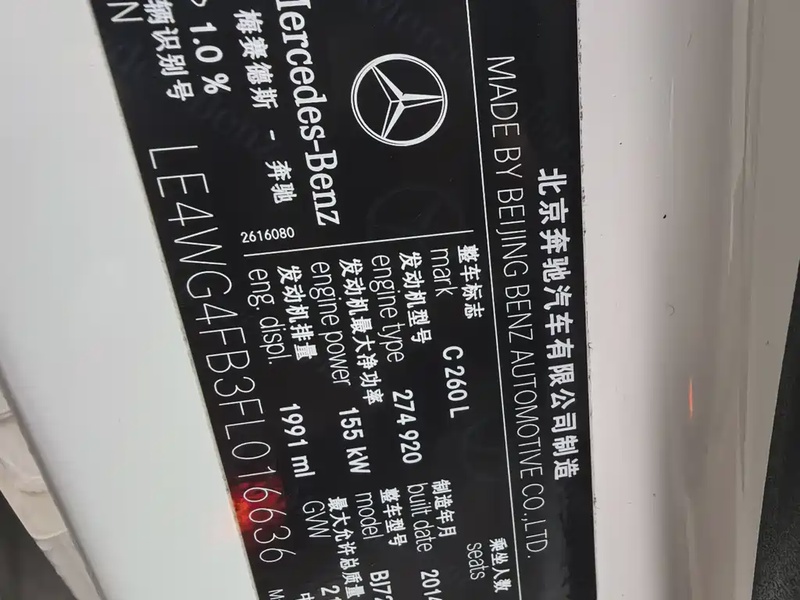 北京奔驰汽车有限公司制造
MADE BY BEIJING BENZ AUTOMOTIVE CO.,LTD.
Mercedes-Benz
梅赛德斯 - 奔驰
2616080
整车标志
mark
C 260 L
乘坐人数
seats
发动机型号
engine type
274 920
制造年月
built date
2014
发动机最大净功率
engine power
155 kW
整车型号
model
BJ72
发动机排量
eng. displ.
1991 ml
最大允许总质量
GVW
1.0 %
辆识别号
LE4WG4FB3FL016636